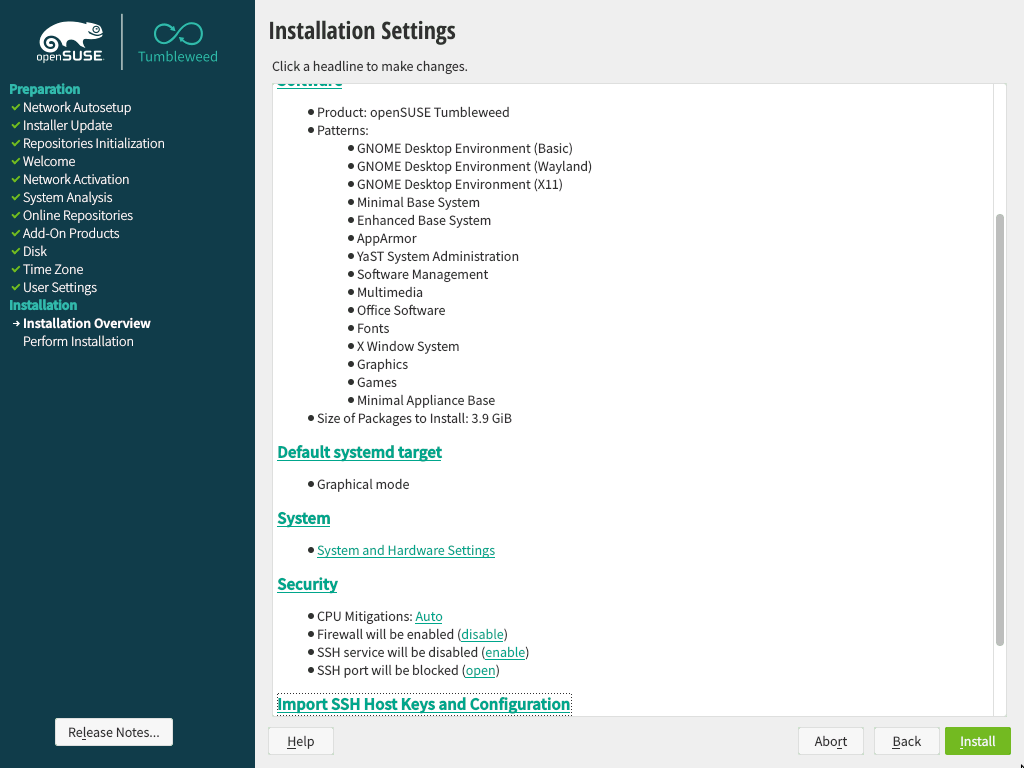 openSUSE
Tumbleweed
Preparation
Network Autosetup
Installer Update
Repositories Initialization
Welcome
Network Activation
System Analysis
Online Repositories
Add-On Products
Disk
Time Zone
User Settings
Installation
Installation Overview
Perform Installation
Release Notes...
Installation Settings
Click a headline to make changes.
Software
Product: openSUSE Tumbleweed
Patterns:
GNOME Desktop Environment (Basic)
GNOME Desktop Environment (Wayland)
GNOME Desktop Environment (X11)
Minimal Base System
Enhanced Base System
AppArmor
YaST System Administration
Software Management
Multimedia
Office Software
Fonts
X Window System
Graphics
Games
Minimal Appliance Base
Size of Packages to Install: 3.9 GiB
Default systemd target
Graphical mode
System
System and Hardware Settings
Security
CPU Mitigations: Auto
Firewall will be enabled (disable)
SSH service will be disabled (enable)
SSH port will be blocked (open)
Import SSH Host Keys and Configuration
Help
Abort
Back
Install